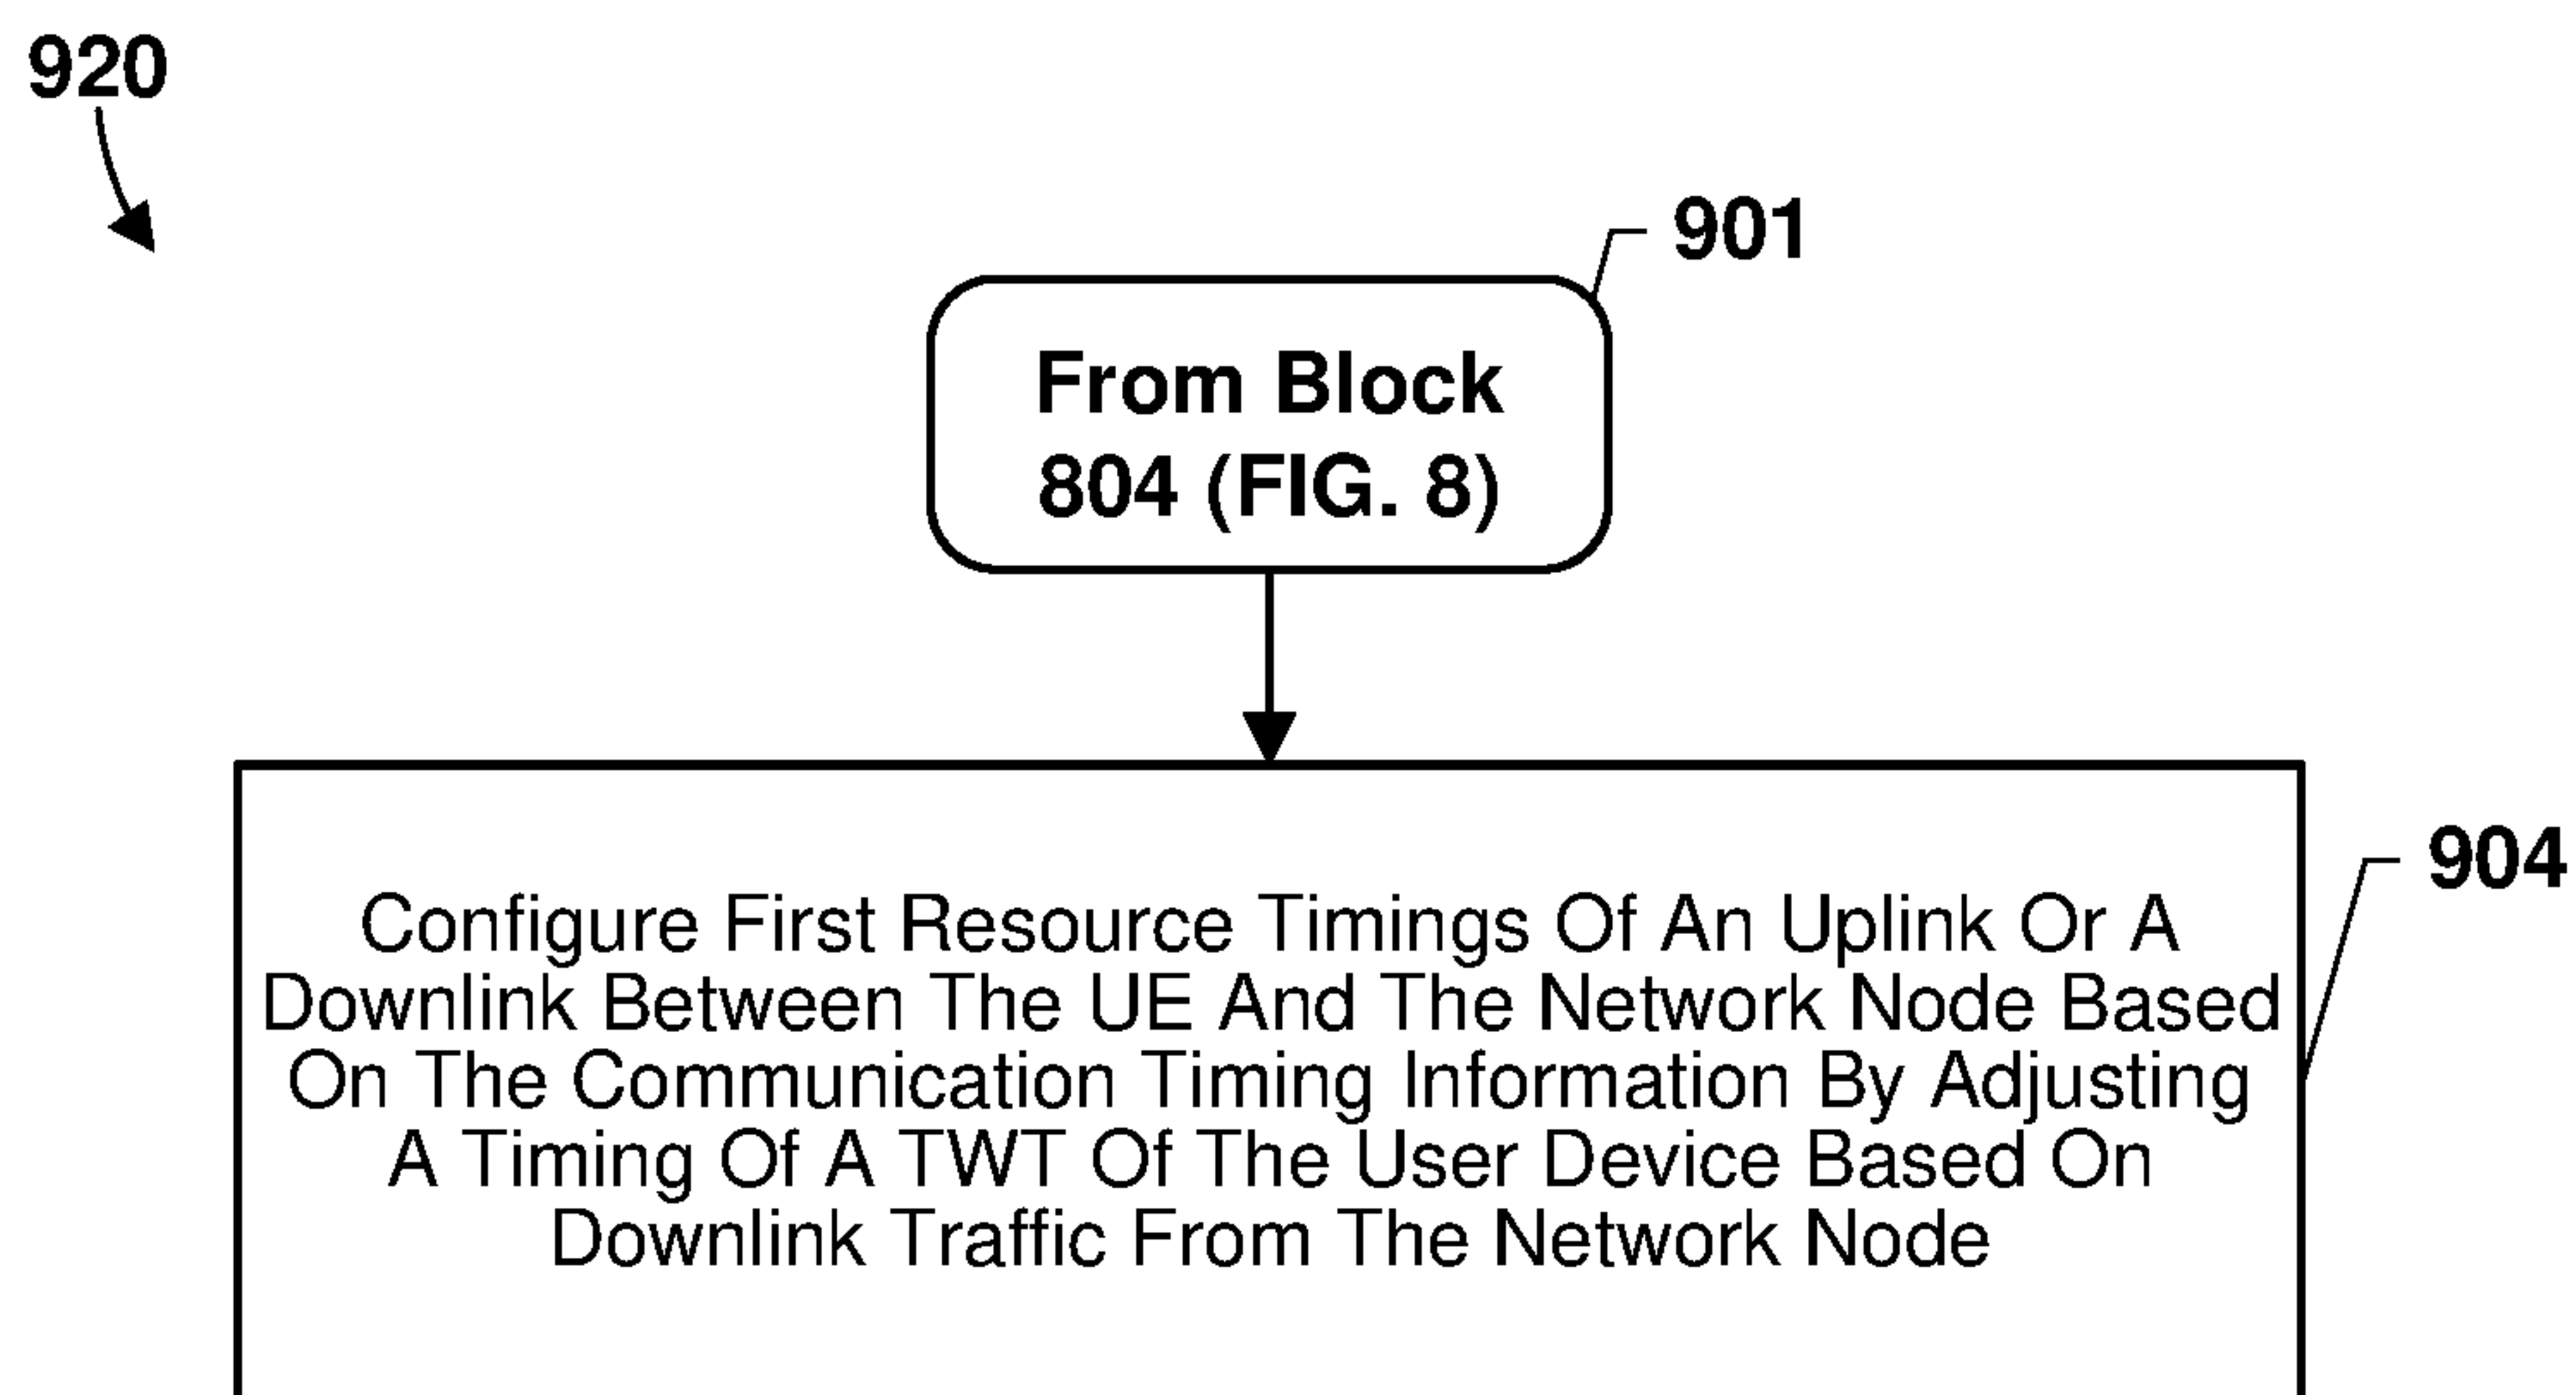 920
901
From Block
804 (FIG. 8)
904
Configure First Resource Timings Of An Uplink Or A
Downlink Between The UE And The Network Node Based
On The Communication Timing Information By Adjusting
A Timing Of A TWT Of The User Device Based On
Downlink Traffic From The Network Node